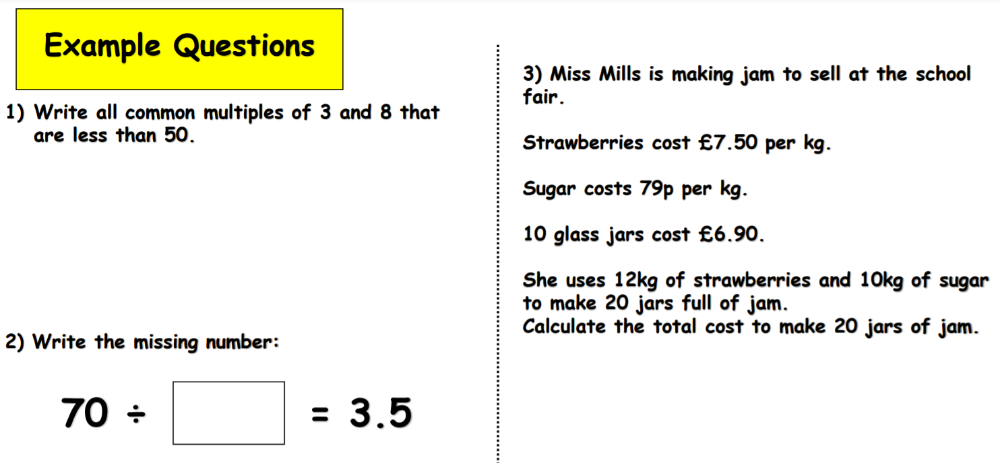 Example Questions
1) Write all common multiples of 3 and 8 that
are less than 50.
2) Write the missing number:
70 ÷ = 3.5
3) Miss Mills is making jam to sell at the school
fair.
Strawberries cost £7.50 per kg.
Sugar costs 79p per kg.
10 glass jars cost £6.90.
She uses 12kg of strawberries and 10kg of sugar
to make 20 jars full of jam.
Calculate the total cost to make 20 jars of jam.